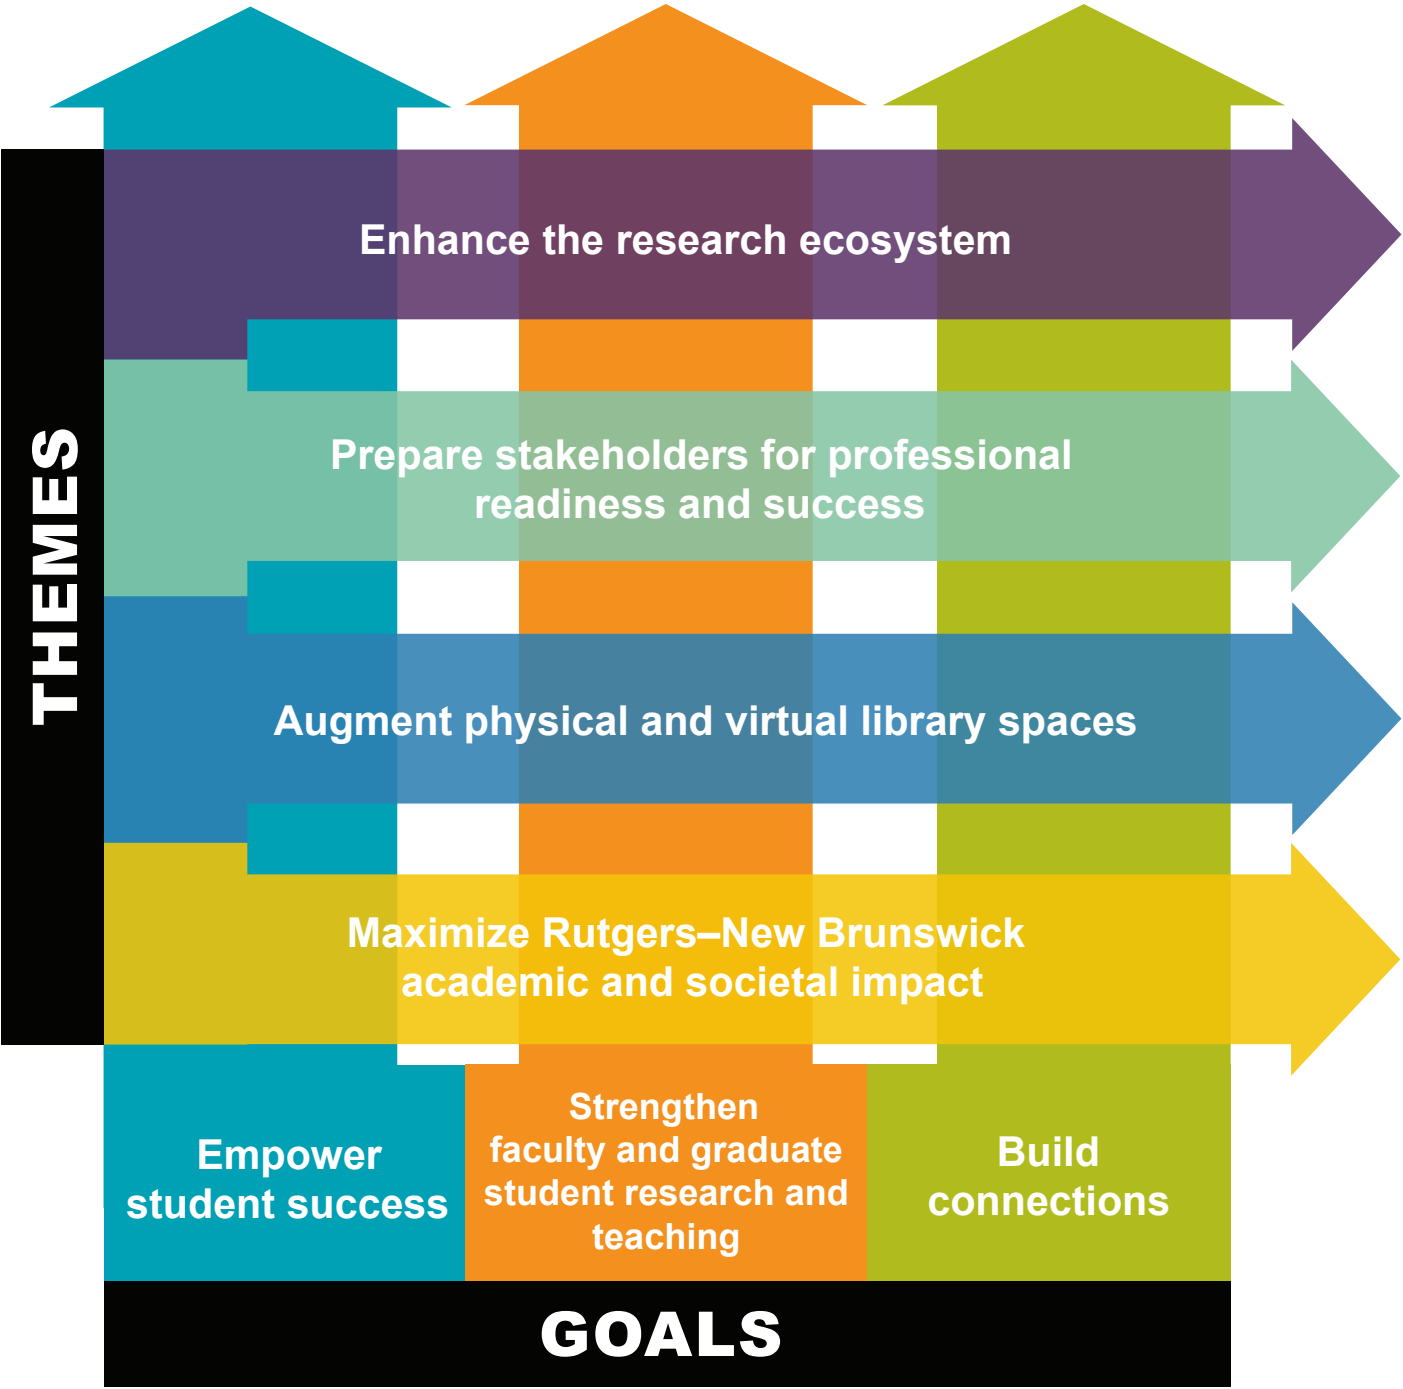 THEMES
Enhance the research ecosystem
Prepare stakeholders for professional
readiness and success
Augment physical and virtual library spaces
Maximize Rutgers–New Brunswick
academic and societal impact
Empower
student success
Strengthen
faculty and graduate
student research and
teaching
Build
connections
GOALS